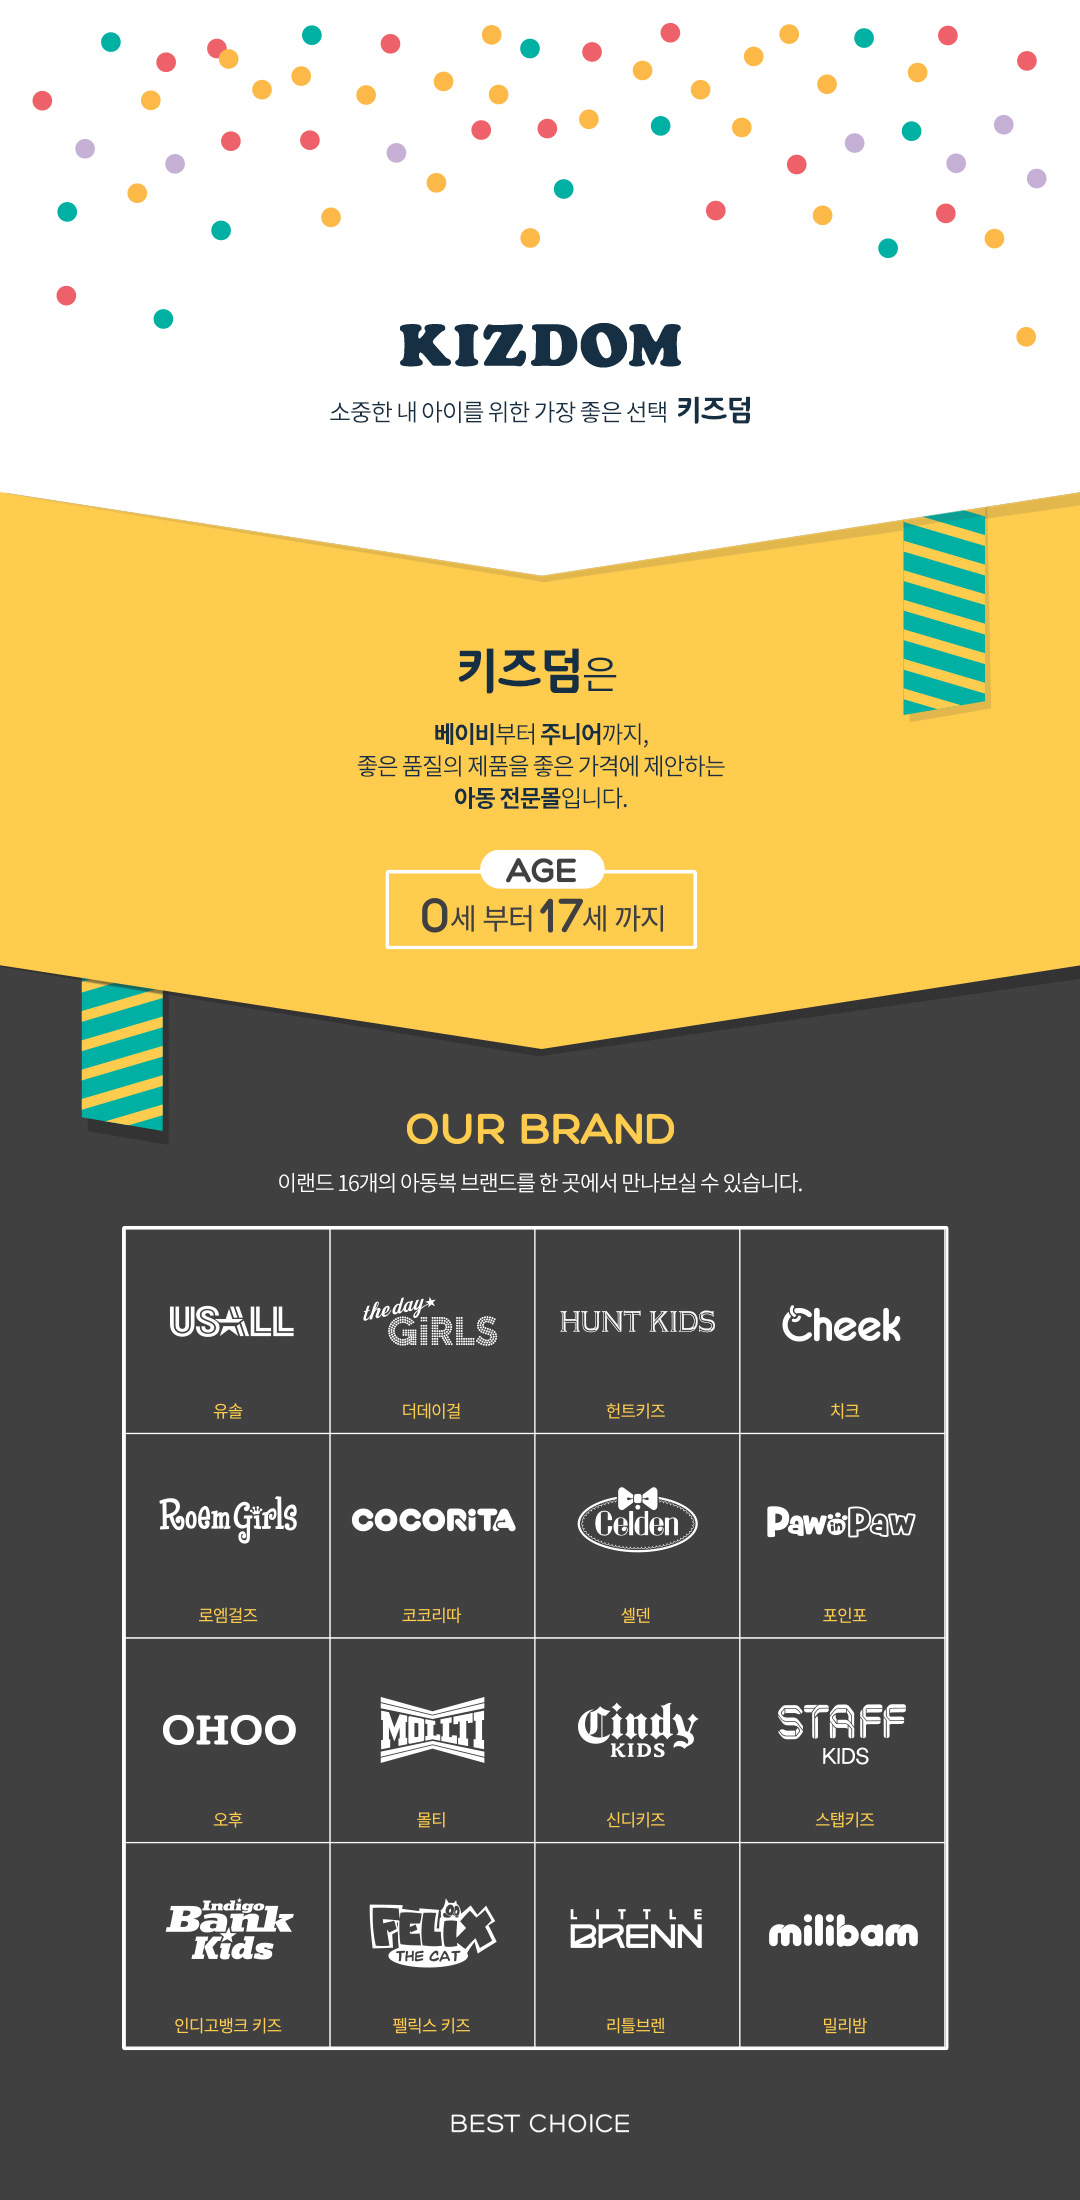 KIZDOM
소중한 내 아이를 위한 가장 좋은 선택 키즈덤
키즈덤은
베이비부터 주니어까지,
좋은 품질의 제품을 좋은 가격에 제안하는
아동 전문몰입니다.
AGE
0세 부터 17세 까지
OUR BRAND
이랜드 16개의 아동복 브랜드를 한 곳에서 만나보실 수 있습니다.
USALL
the day GiRLS
HUNT KIDS
Cheek
유솔
더데이걸
헌트키즈
치크
Roem Girls
COCORiTA
Celden
Paw in Paw
로엠걸즈
코코리따
셀덴
포인포
OHOO
MOLLTI
Cindy KIDS
STAFF KIDS
오후
몰티
신디키즈
스탭키즈
Indigo Bank Kids
FELiX THE CAT
LITTLE BRENN
milibam
인디고뱅크 키즈
펠릭스 키즈
리틀브렌
밀리밤
BEST CHOICE